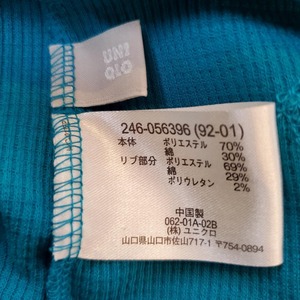 UNI
QLO
246-056396 (92-01)
本体 ポリエステル 70%
綿 30%
リブ部分 ポリエステル 69%
綿 29%
ポリウレタン 2%
中国製
062-01A-02B
(株) ユニクロ
山口県山口市佐山717-1 〒754-0894